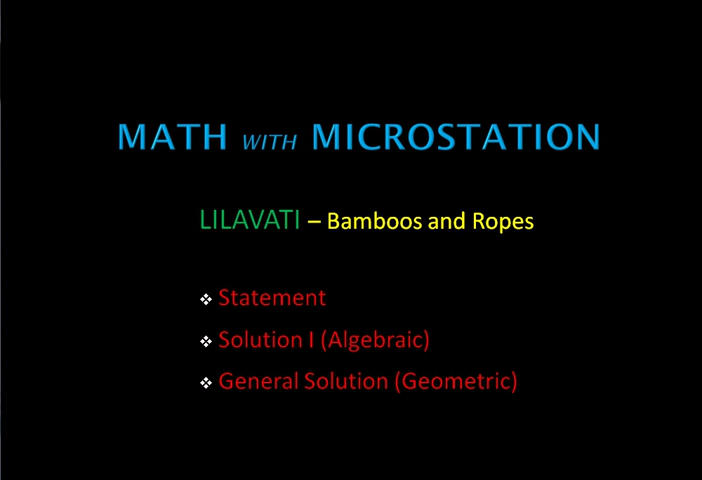 MATH WITH MICROSTATION
LILAVATI – Bamboos and Ropes
❖ Statement
❖ Solution I (Algebraic)
❖ General Solution (Geometric)